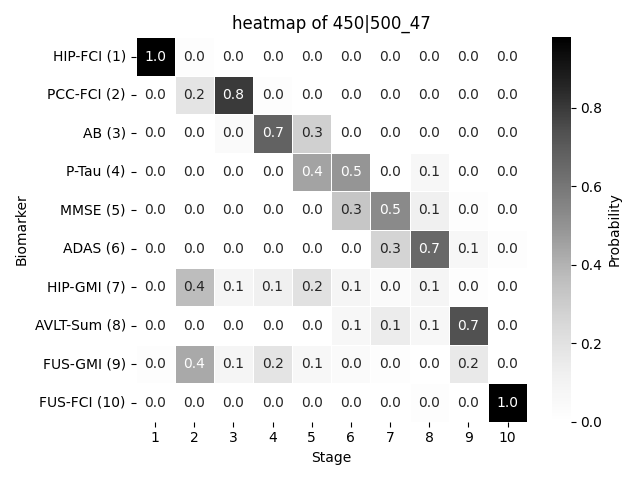 heatmap of 450|500_47
HIP-FCI (1) 1.0 0.0 0.0 0.0 0.0 0.0 0.0 0.0 0.0 0.0
PCC-FCI (2) 0.0 0.2 0.8 0.0 0.0 0.0 0.0 0.0 0.0 0.0
AB (3) 0.0 0.0 0.0 0.7 0.3 0.0 0.0 0.0 0.0 0.0
P-Tau (4) 0.0 0.0 0.0 0.0 0.4 0.5 0.0 0.1 0.0 0.0
MMSE (5) 0.0 0.0 0.0 0.0 0.0 0.3 0.5 0.1 0.0 0.0
ADAS (6) 0.0 0.0 0.0 0.0 0.0 0.0 0.3 0.7 0.1 0.0
HIP-GMI (7) 0.0 0.4 0.1 0.1 0.2 0.1 0.0 0.1 0.0 0.0
AVLT-Sum (8) 0.0 0.0 0.0 0.0 0.0 0.1 0.1 0.1 0.7 0.0
FUS-GMI (9) 0.0 0.4 0.1 0.2 0.1 0.0 0.0 0.0 0.2 0.0
FUS-FCI (10) 0.0 0.0 0.0 0.0 0.0 0.0 0.0 0.0 0.0 1.0
1 2 3 4 5 6 7 8 9 10
Stage
Biomarker
0.8
0.6
0.4
0.2
0.0
Probability